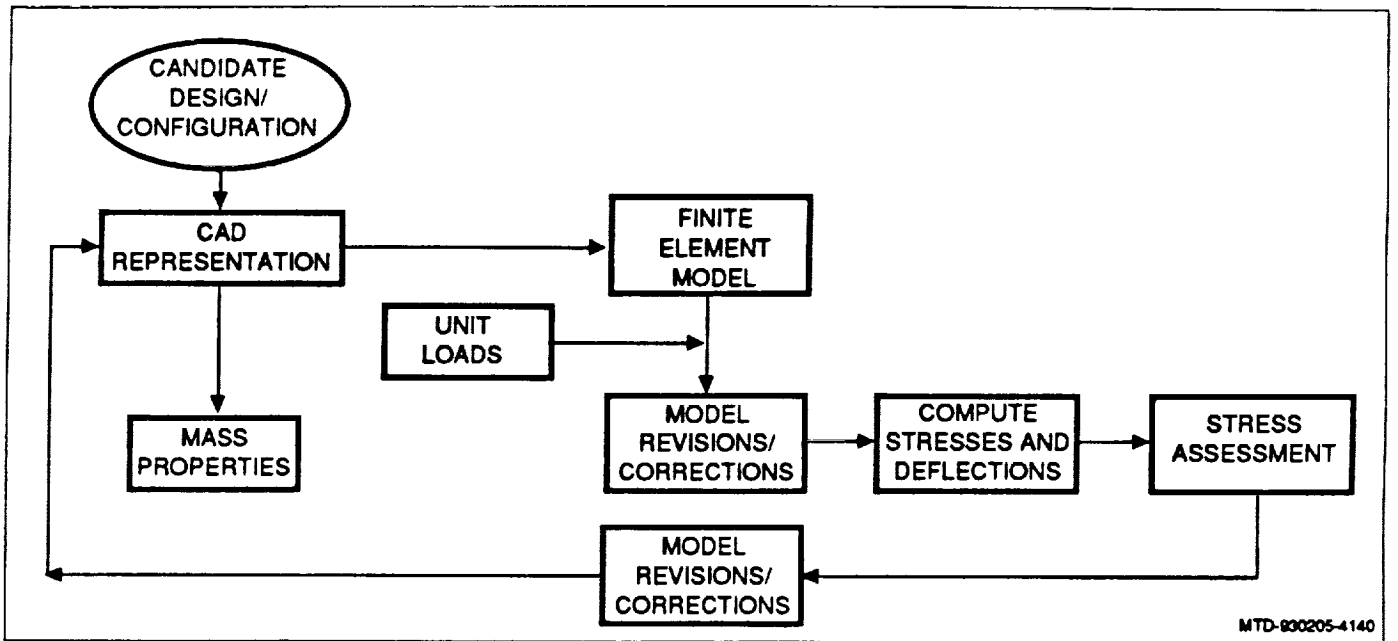 CANDIDATE
DESIGN/
CONFIGURATION
CAD
REPRESENTATION
FINITE
ELEMENT
MODEL
UNIT
LOADS
MASS
PROPERTIES
MODEL
REVISIONS/
CORRECTIONS
COMPUTE
STRESSES AND
DEFLECTIONS
STRESS
ASSESSMENT
MODEL
REVISIONS/
CORRECTIONS
MTD-930205-4140